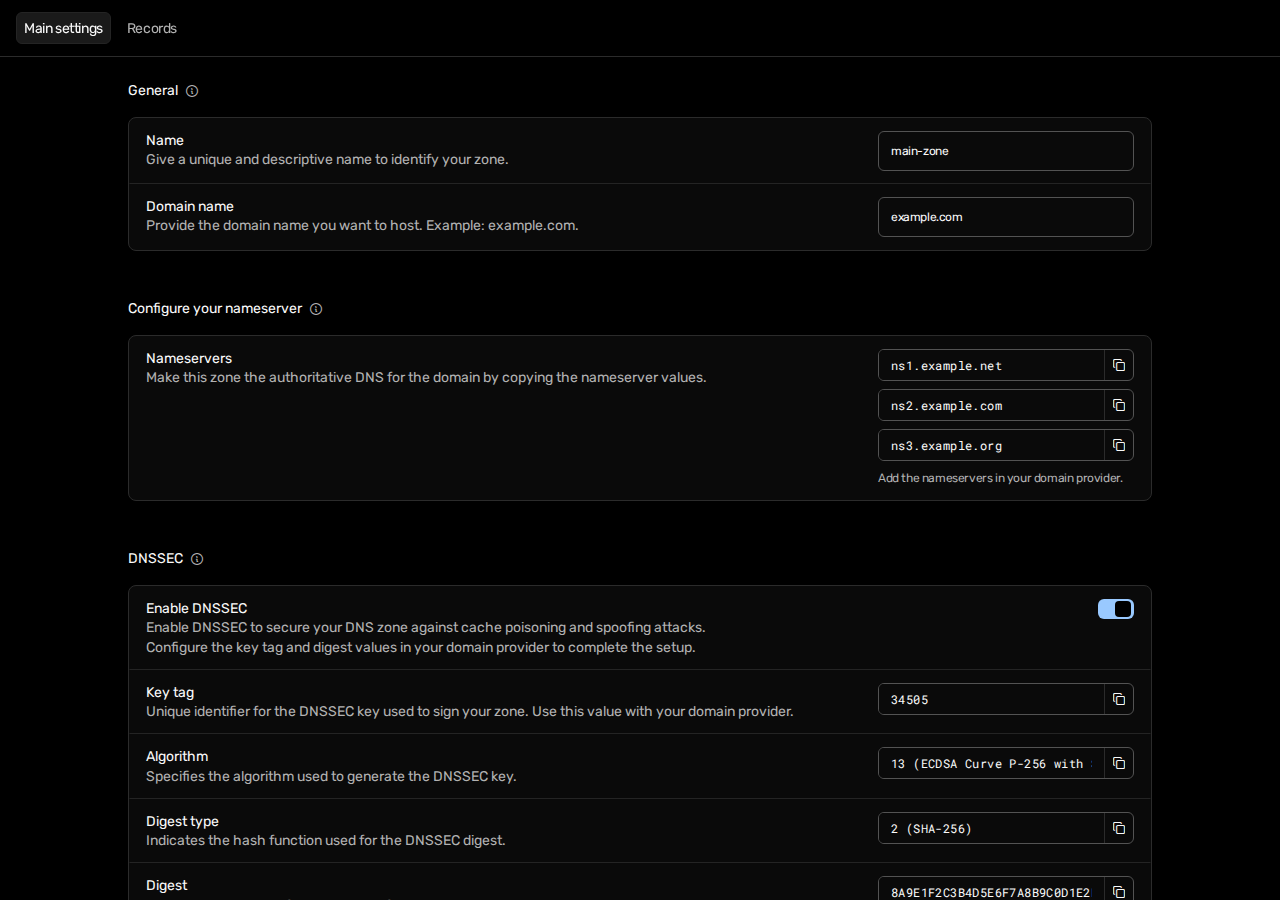 Main settings
Records
General
Name
Give a unique and descriptive name to identify your zone.
main-zone
Domain name
Provide the domain name you want to host. Example: example.com.
example.com
Configure your nameserver
Nameservers
Make this zone the authoritative DNS for the domain by copying the nameserver values.
ns1.example.net
ns2.example.com
ns3.example.org
Add the nameservers in your domain provider.
DNSSEC
Enable DNSSEC
Enable DNSSEC to secure your DNS zone against cache poisoning and spoofing attacks.
Configure the key tag and digest values in your domain provider to complete the setup.
Key tag
Unique identifier for the DNSSEC key used to sign your zone. Use this value with your domain provider.
34505
Algorithm
Specifies the algorithm used to generate the DNSSEC key.
13 (ECDSA Curve P-256 with
Digest type
Indicates the hash function used for the DNSSEC digest.
2 (SHA-256)
Digest
8A9E1F2C3B4D5E6F7A8B9C0D1E2